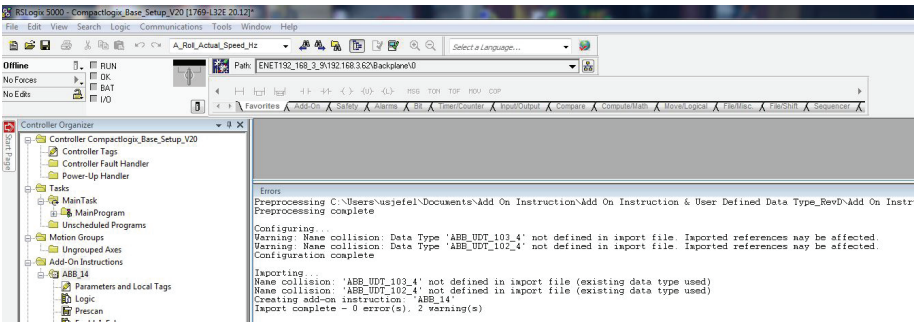 RSLogix 5000 - Compactlogix_Base_Setup_V20 [1769-L32E 20.12]*
File Edit View Search Logic Communications Tools Window Help
A_Roll_Actual_Speed_Hz
Select a Language...
Offline
RUN
Path: ENET192_168_3_9\192.168.3.62\Backplane\0
No Forces
OK
No Edits
BAT
I/O
MSG TON TOF MOV COP
Favorites Add-On Safety Alarms Bit Timer/Counter Input/Output Compare Compute/Math Move/Logical File/Misc. File/Shift Sequencer
Start Page
Controller Organizer
Controller Compactlogix_Base_Setup_V20
Controller Tags
Controller Fault Handler
Power-Up Handler
Tasks
MainTask
MainProgram
Unscheduled Programs
Motion Groups
Ungrouped Axes
Add-On Instructions
ABB_14
Parameters and Local Tags
Logic
Prescan
Errors
Preprocessing C:\Users\usjefel\Documents\Add On Instruction\Add On Instruction & User Defined Data Type_RevD\Add On Instr
Preprocessing complete
Configuring...
Warning: Name collision: Data Type 'ABB_UDT_103_4' not defined in import file. Imported references may be affected.
Warning: Name collision: Data Type 'ABB_UDT_102_4' not defined in import file. Imported references may be affected.
Configuration complete
Importing...
Name collision: 'ABB_UDT_103_4' not defined in import file (existing data type used)
Name collision: 'ABB_UDT_102_4' not defined in import file (existing data type used)
Creating add-on instruction: 'ABB_14'
Import complete - 0 error(s), 2 warning(s)